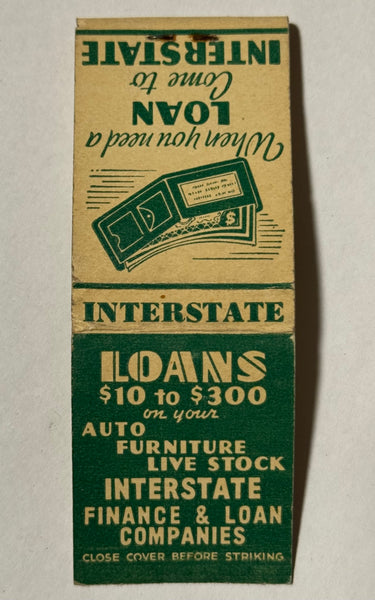 When you need a
LOAN
Come to
INTERSTATE
$
INTERSTATE
LOANS
$10 to $300
on your
AUTO
FURNITURE
LIVE STOCK
INTERSTATE
FINANCE & LOAN
COMPANIES
CLOSE COVER BEFORE STRIKING